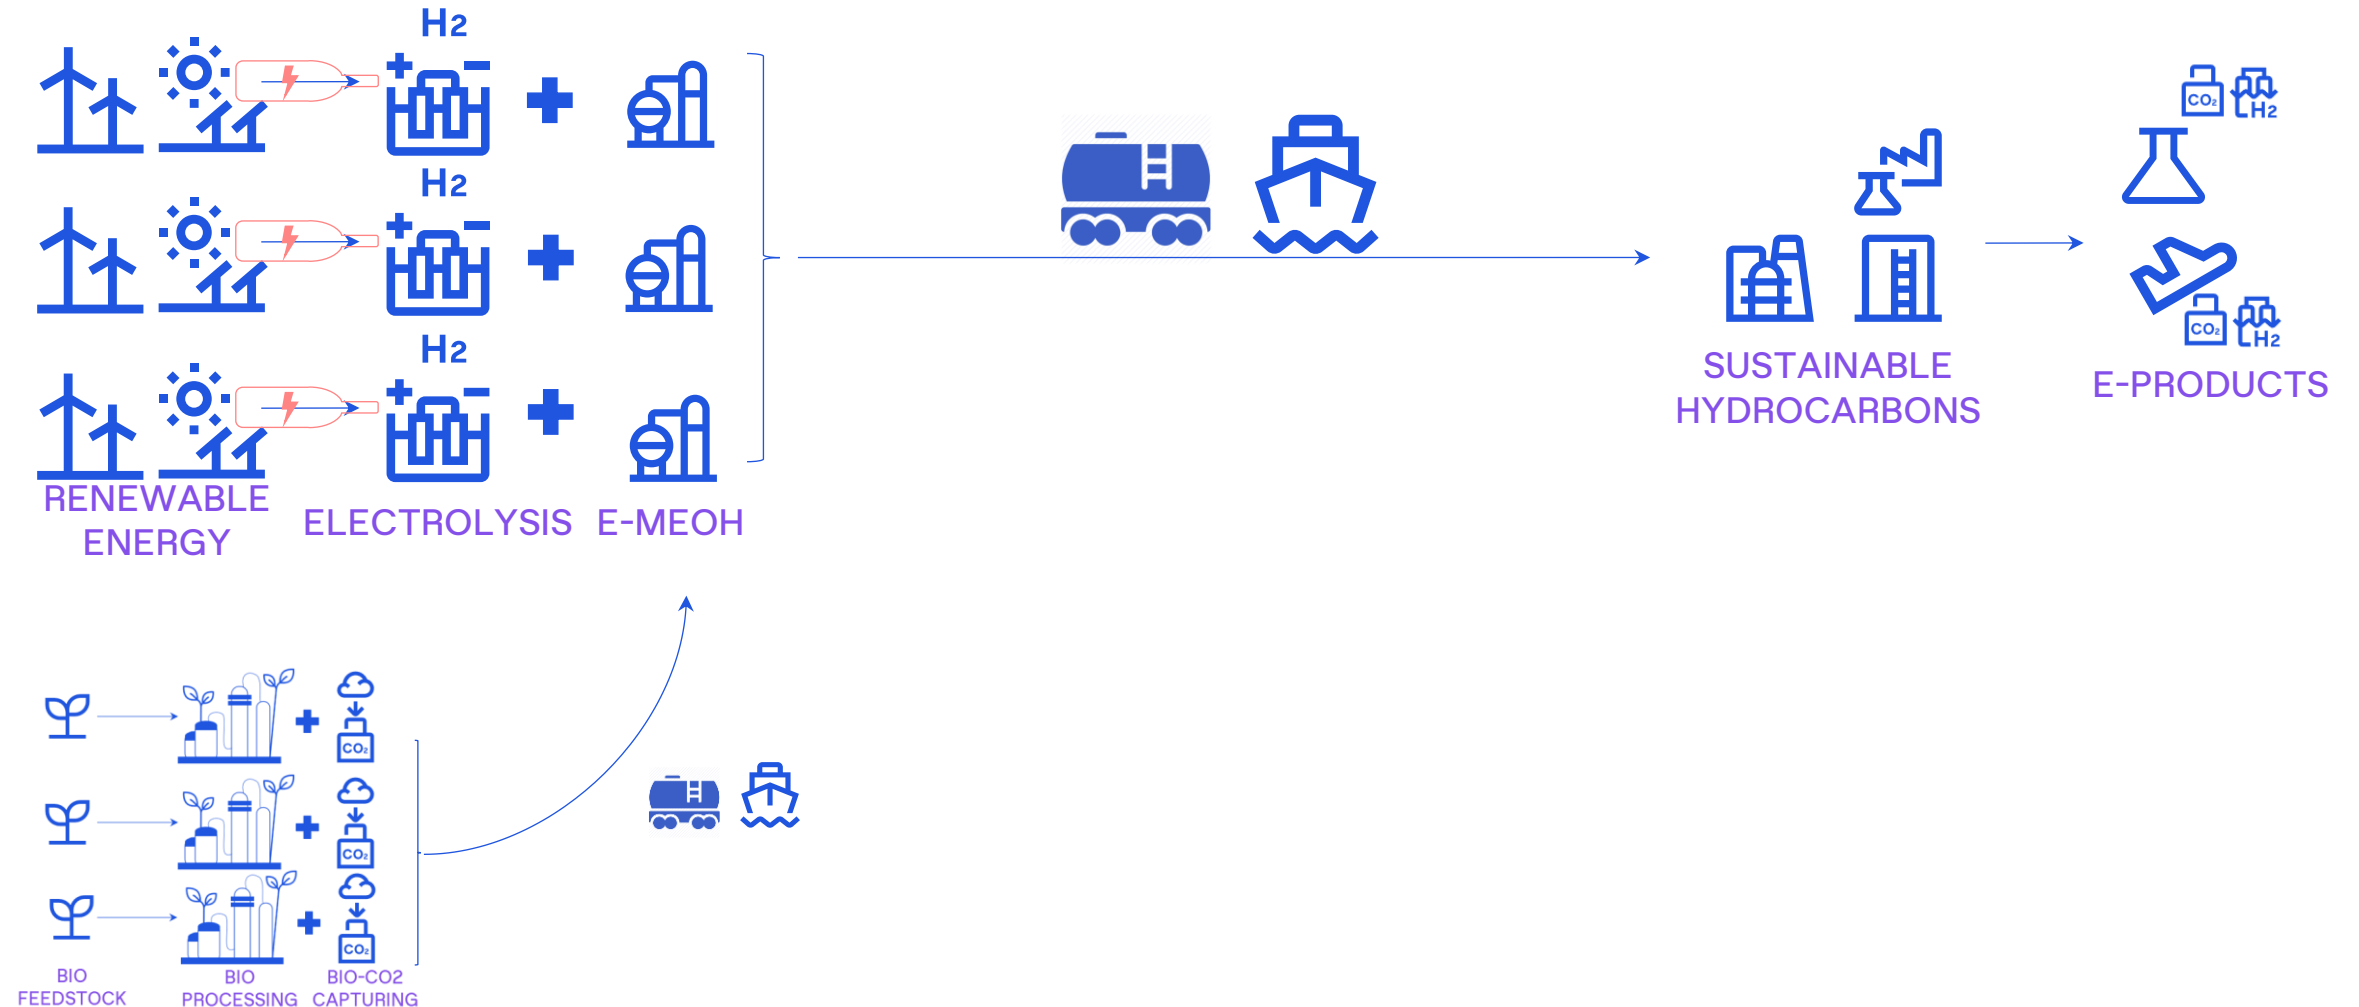 H2
H2
H2
RENEWABLE
ENERGY
ELECTROLYSIS
E-MEOH
SUSTAINABLE
HYDROCARBONS
CO₂
H2
CO₂
H2
E-PRODUCTS
CO₂
CO₂
CO₂
BIO
FEEDSTOCK
BIO
PROCESSING
BIO-CO2
CAPTURING